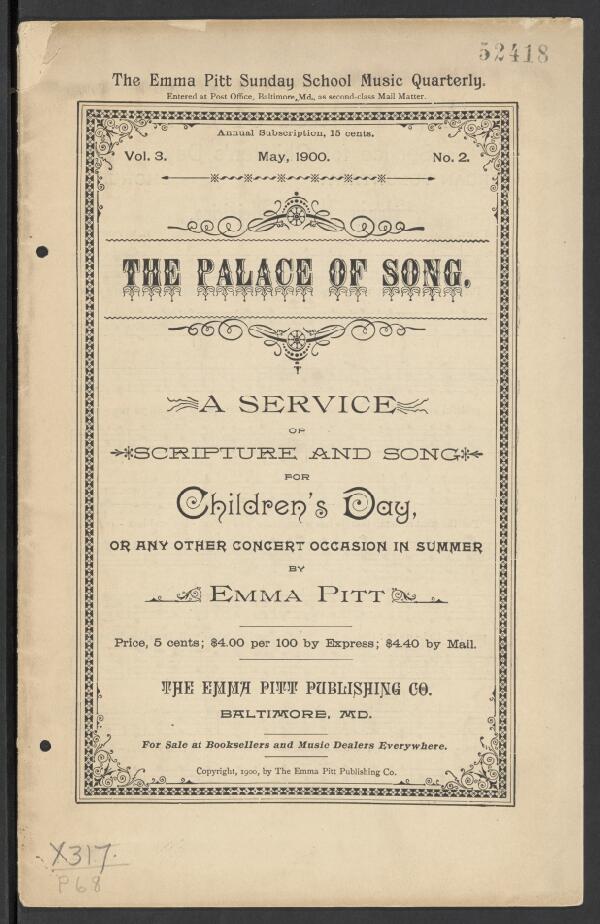 52418
The Emma Pitt Sunday School Music Quarterly.
Entered at Post Office, Baltimore, Md., as second-class Mail Matter.
Annual Subscription, 15 cents.
Vol. 3. May, 1900. No. 2.
THE PALACE OF SONG.
A SERVICE
OF
SCRIPTURE AND SONG
FOR
Children's Day,
OR ANY OTHER CONCERT OCCASION IN SUMMER
BY
EMMA PITT
Price, 5 cents; $4.00 per 100 by Express; $4.40 by Mail.
THE EMMA PITT PUBLISHING CO.
BALTIMORE, MD.
For Sale at Booksellers and Music Dealers Everywhere.
Copyright, 1900, by The Emma Pitt Publishing Co.
X317.
P68